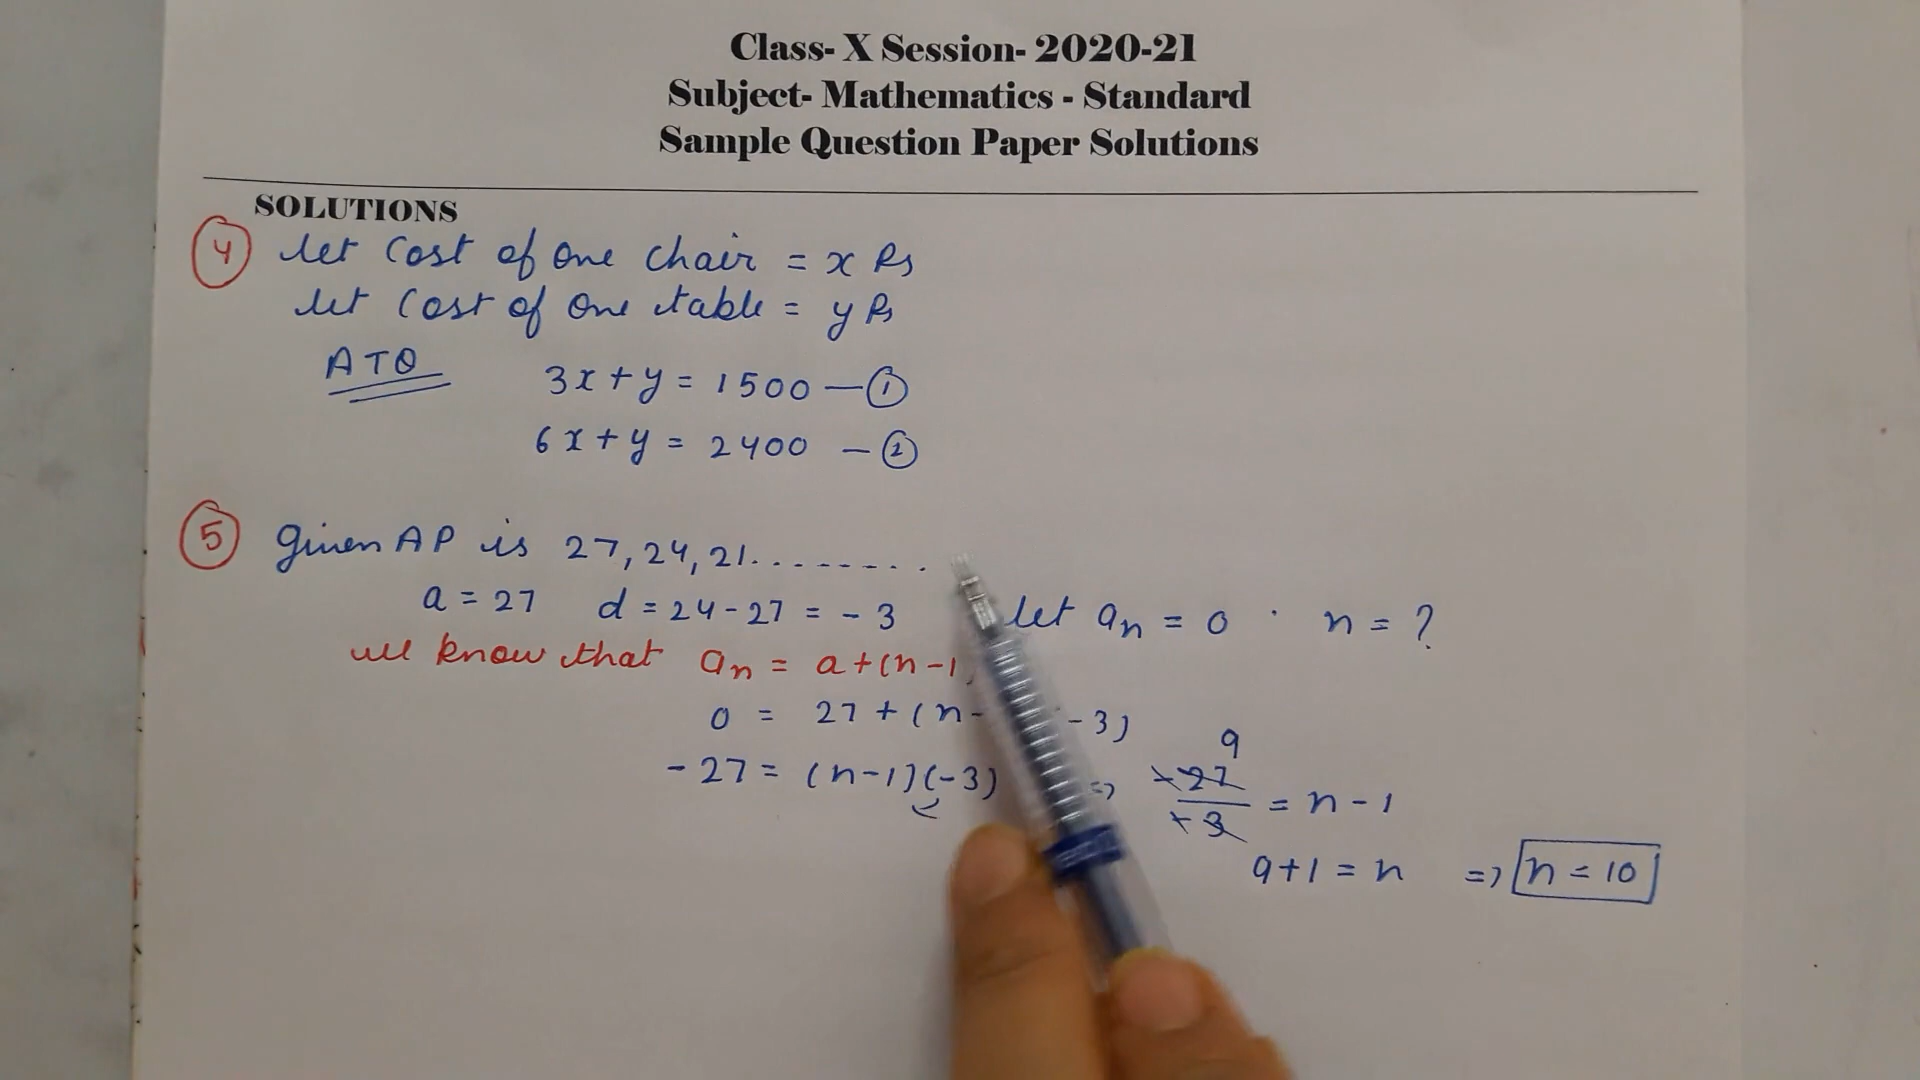 Class- X Session- 2020-21
Subject- Mathematics - Standard
Sample Question Paper Solutions
SOLUTIONS
4 let cost of one chair = x Rs
let cost of one table = y Rs
ATQ 3x + y = 1500 — 1
6x + y = 2400 — 2
5 Given AP is 27, 24, 21.........
a = 27 d = 24 - 27 = - 3 let an = 0 . n = ?
we know that an = a + (n - 1
0 = 27 + (n - - 3)
- 27 = (n - 1) (- 3) => -27/-3 = n - 1
9
9 + 1 = n => n = 10